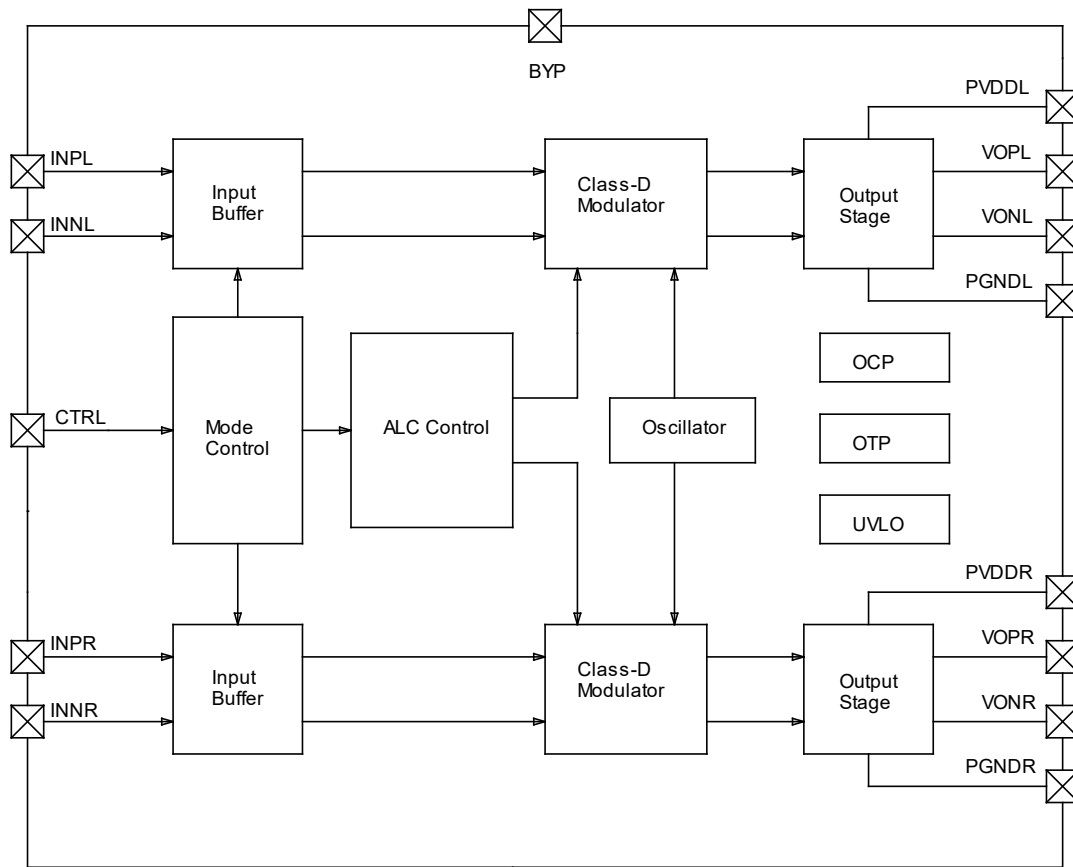 BYP
PVDDL
INPL
VOPL
Input
Buffer
Class-D
Modulator
Output
Stage
INNL
VONL
PGNDL
OCP
CTRL
Mode
Control
ALC Control
Oscillator
OTP
UVLO
PVDDR
INPR
VOPR
Input
Buffer
Class-D
Modulator
Output
Stage
INNR
VONR
PGNDR